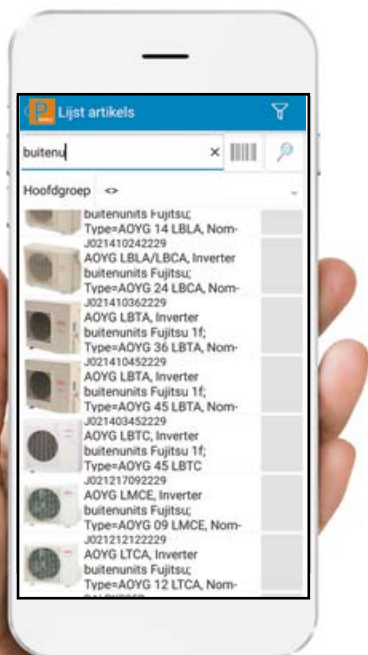 P
Lijst artikels
buitenu ×
Hoofdgroep <>
buitenunits Fujitsu;
Type=AOYG 14 LBLA, Nom-
J021410242229
AOYG LBLA/LBCA, Inverter
buitenunits Fujitsu;
Type=AOYG 24 LBCA, Nom-
J021410362229
AOYG LBTA, Inverter
buitenunits Fujitsu 1f;
Type=AOYG 36 LBTA, Nom-
J021410452229
AOYG LBTA, Inverter
buitenunits Fujitsu 1f;
Type=AOYG 45 LBTA, Nom-
J021403452229
AOYG LBTC, Inverter
buitenunits Fujitsu 1f;
Type=AOYG 45 LBTC
J021217092229
AOYG LMCE, Inverter
buitenunits Fujitsu;
Type=AOYG 09 LMCE, Nom-
J021212122229
AOYG LTCA, Inverter
buitenunits Fujitsu;
Type=AOYG 12 LTCA, Nom-